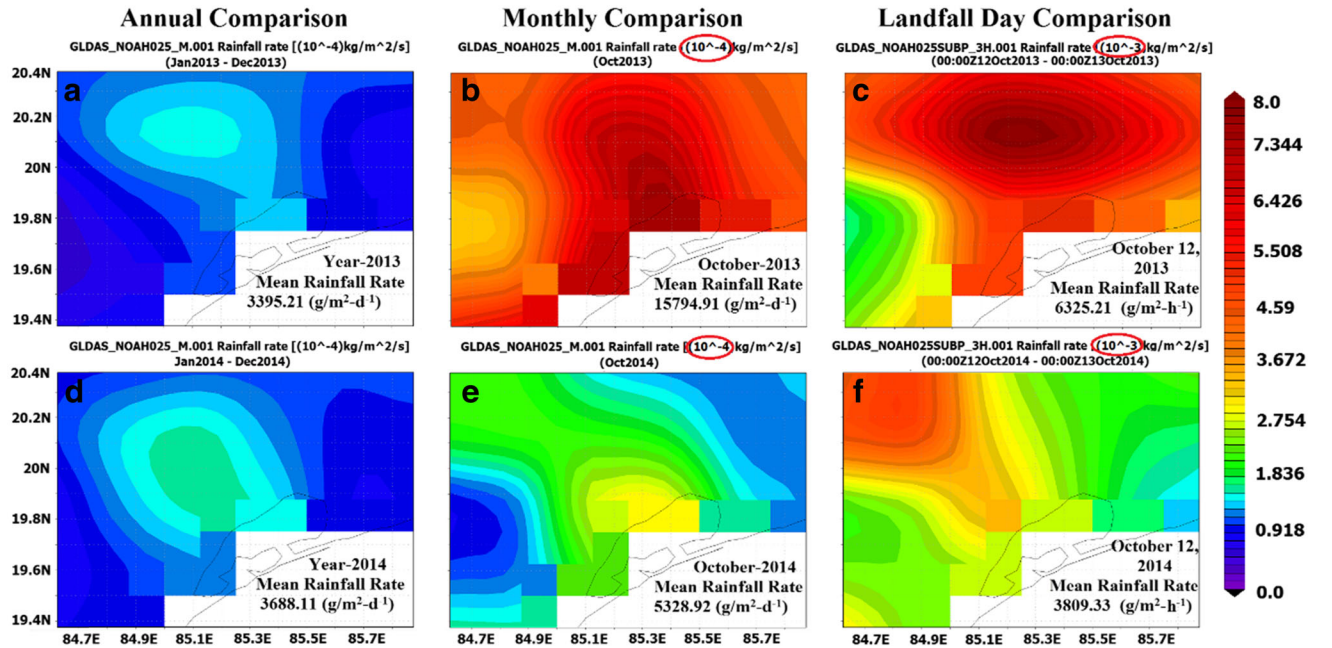 Annual Comparison
Monthly Comparison
Landfall Day Comparison
GLDAS_NOAH025_M.001 Rainfall rate [(10^-4)kg/m^2/s]
(Jan2013 - Dec2013)
GLDAS_NOAH025_M.001 Rainfall rate [(10^-4)kg/m^2/s]
(Oct2013)
GLDAS_NOAH025SUBP_3H.001 Rainfall rate [(10^-3)kg/m^2/s]
(00:00Z12Oct2013 - 00:00Z13Oct2013)
20.4N
20.2N
20N
19.8N
19.6N
19.4N
a
Year-2013
Mean Rainfall Rate
3395.21 (g/m²-d⁻¹)
b
October-2013
Mean Rainfall Rate
15794.91 (g/m²-d⁻¹)
c
October 12,
2013
Mean Rainfall Rate
6325.21 (g/m²-h⁻¹)
8.0
7.344
6.426
5.508
4.59
3.672
2.754
1.836
0.918
0.0
GLDAS_NOAH025_M.001 Rainfall rate [(10^-4)kg/m^2/s]
Jan2014 - Dec2014)
GLDAS_NOAH025_M.001 Rainfall rate [(10^-4)kg/m^2/s]
(Oct2014)
GLDAS_NOAH025SUBP_3H.001 Rainfall rate [(10^-3)kg/m^2/s]
(00:00Z12Oct2014 - 00:00Z13Oct2014)
20.4N
20.2N
20N
19.8N
19.6N
19.4N
d
Year-2014
Mean Rainfall Rate
3688.11 (g/m²-d⁻¹)
e
October-2014
Mean Rainfall Rate
5328.92 (g/m²-d⁻¹)
f
October 12,
2014
Mean Rainfall Rate
3809.33 (g/m²-h⁻¹)
84.7E 84.9E 85.1E 85.3E 85.5E 85.7E
84.7E 84.9E 85.1E 85.3E 85.5E 85.7E
84.7E 84.9E 85.1E 85.3E 85.5E 85.7E